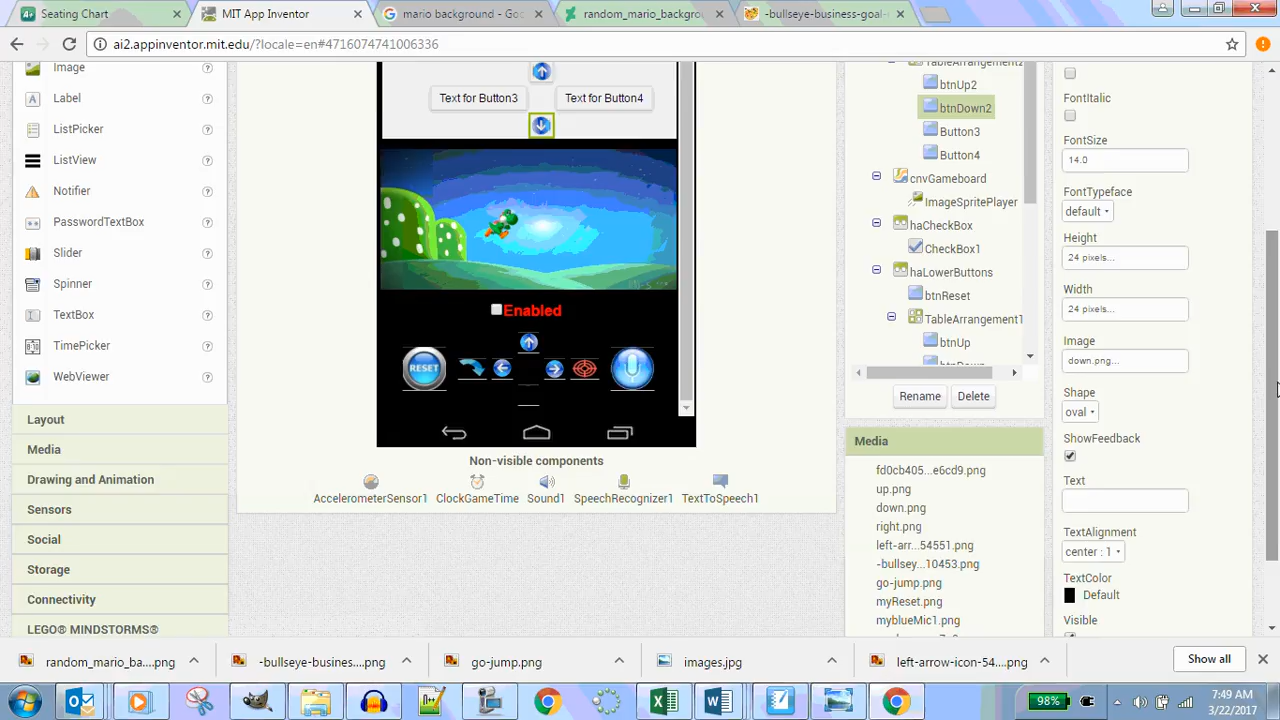 Seating Chart
MIT App Inventor
mario background - Goo
random_mario_backgro
-bullseye-business-goal-
ai2.appinventor.mit.edu/?locale=en#4716074741006336
Image
Label
ListPicker
ListView
Notifier
PasswordTextBox
Slider
Spinner
TextBox
TimePicker
WebViewer
Layout
Media
Drawing and Animation
Sensors
Social
Storage
Connectivity
LEGO® MINDSTORMS®
Text for Button3
Text for Button4
Enabled
RESET
Non-visible components
AccelerometerSensor1
ClockGameTime
Sound1
SpeechRecognizer1
TextToSpeech1
TableArrangement2
btnUp2
btnDown2
Button3
Button4
cnvGameboard
ImageSpritePlayer
haCheckBox
CheckBox1
haLowerButtons
btnReset
TableArrangement1
btnUp
Rename
Delete
Media
fd0cb405...e6cd9.png
up.png
down.png
right.png
left-arr...54551.png
-bullsey...10453.png
go-jump.png
myReset.png
myblueMic1.png
FontItalic
FontSize
14.0
FontTypeface
default
Height
24 pixels...
Width
24 pixels...
Image
down.png...
Shape
oval
ShowFeedback
Text
TextAlignment
center : 1
TextColor
Default
Visible
random_mario_ba....png
-bullseye-busines....png
go-jump.png
images.jpg
left-arrow-icon-54....png
Show all
98%
7:49 AM
3/22/2017